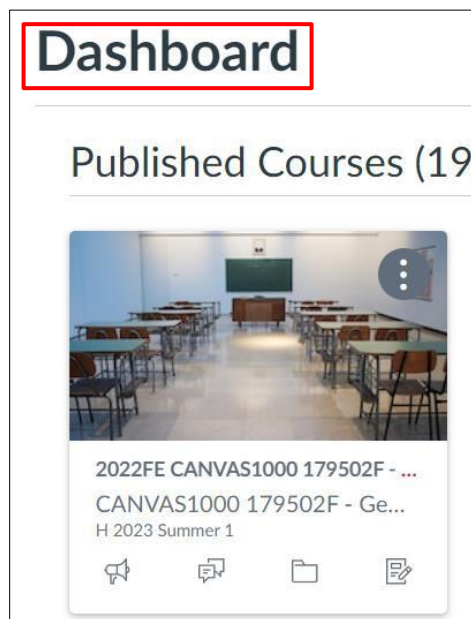 Dashboard
Published Courses (19
2022FE CANVAS1000 179502F - ...
CANVAS1000 179502F - Ge...
H 2023 Summer 1